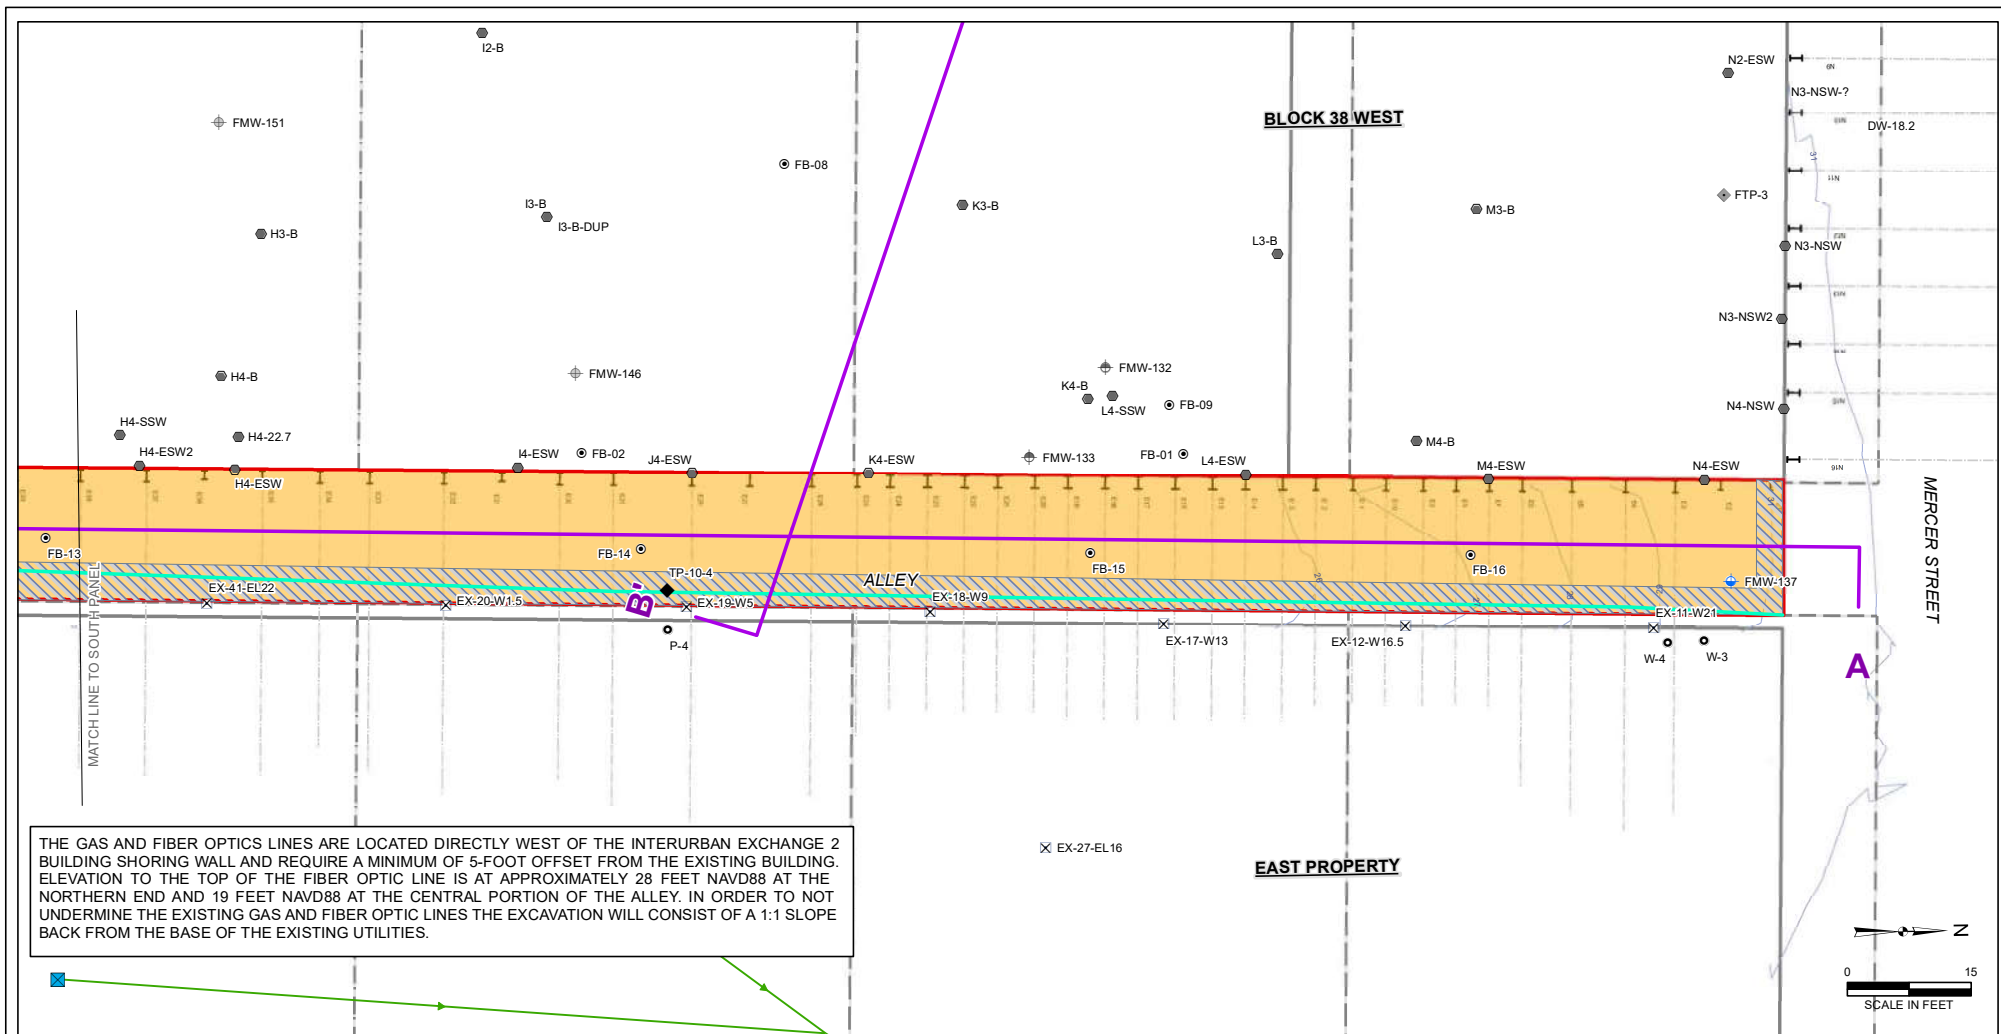 I2-B
N2-ESW
N3-NSW-?
DW-18.2
BLOCK 38 WEST
FMW-151
FB-08
FTP-3
I3-B
I3-B-DUP
K3-B
M3-B
H3-B
L3-B
N3-NSW
N3-NSW2
H4-B
FMW-146
FMW-132
K4-B
L4-SSW
FB-09
N4-NSW
H4-SSW
H4-22.7
M4-B
H4-ESW2
H4-ESW
I4-ESW
FB-02
J4-ESW
K4-ESW
FMW-133
FB-01
L4-ESW
M4-ESW
N4-ESW
N9
N11
31
N16
MERCER STREET
FB-13
FB-14
FB-15
FB-16
TP-10-4
ALLEY
FMW-137
EX-41-EL22
EX-20-W1.5
B'
EX-19-W5
EX-18-W9
EX-11-W21
P-4
EX-17-W13
EX-12-W16.5
W-4
W-3
A
MATCH LINE TO SOUTH PANEL
EX-27-EL16
EAST PROPERTY
THE GAS AND FIBER OPTICS LINES ARE LOCATED DIRECTLY WEST OF THE INTERURBAN EXCHANGE 2
BUILDING SHORING WALL AND REQUIRE A MINIMUM OF 5-FOOT OFFSET FROM THE EXISTING BUILDING.
ELEVATION TO THE TOP OF THE FIBER OPTIC LINE IS AT APPROXIMATELY 28 FEET NAVD88 AT THE
NORTHERN END AND 19 FEET NAVD88 AT THE CENTRAL PORTION OF THE ALLEY. IN ORDER TO NOT
UNDERMINE THE EXISTING GAS AND FIBER OPTIC LINES THE EXCAVATION WILL CONSIST OF A 1:1 SLOPE
BACK FROM THE BASE OF THE EXISTING UTILITIES.
N
0 15
SCALE IN FEET